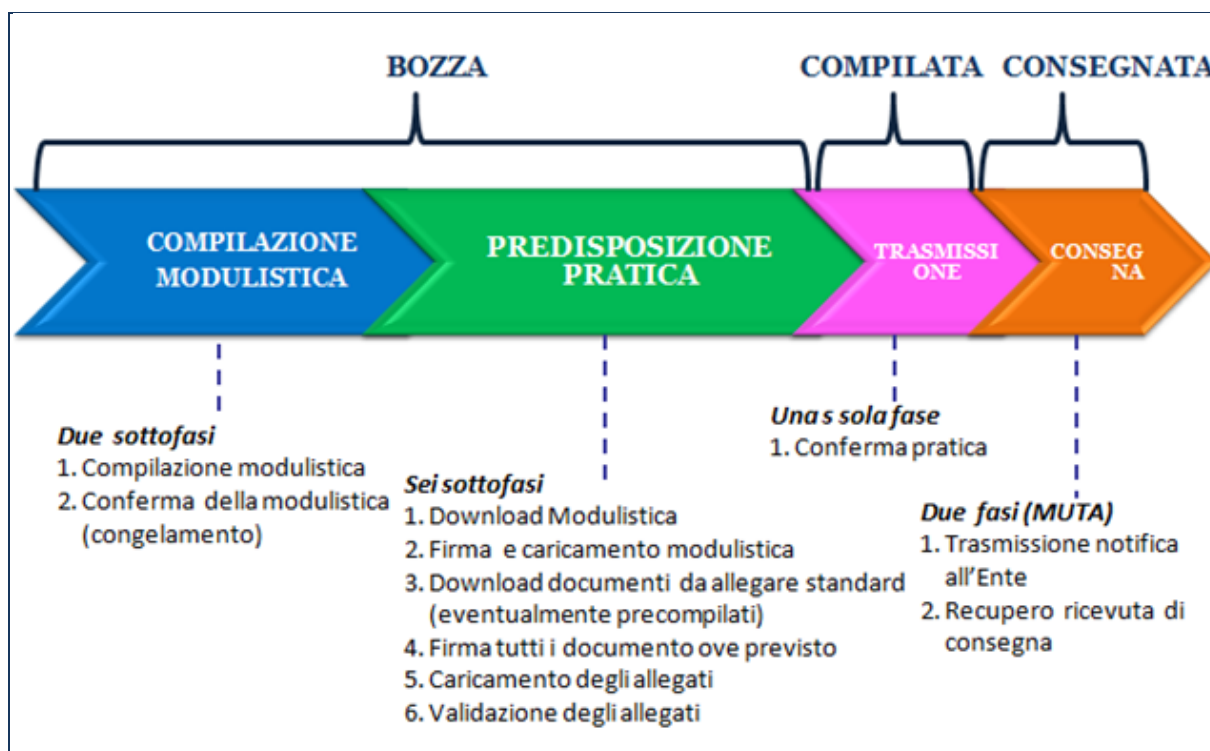 BOZZA
COMPILATA
CONSEGNATA
COMPILAZIONE
MODULISTICA
PREDISPOSIZIONE
PRATICA
TRASMISSI
ONE
CONSEG
NA
Due sottofasi
1. Compilazione modulistica
2. Conferma della modulistica
(congelamento)
Sei sottofasi
1. Download Modulistica
2. Firma e caricamento modulistica
3. Download documenti da allegare standard
(eventualmente precompilati)
4. Firma tutti i documento ove previsto
5. Caricamento degli allegati
6. Validazione degli allegati
Una s sola fase
1. Conferma pratica
Due fasi (MUTA)
1. Trasmissione notifica
all'Ente
2. Recupero ricevuta di
consegna